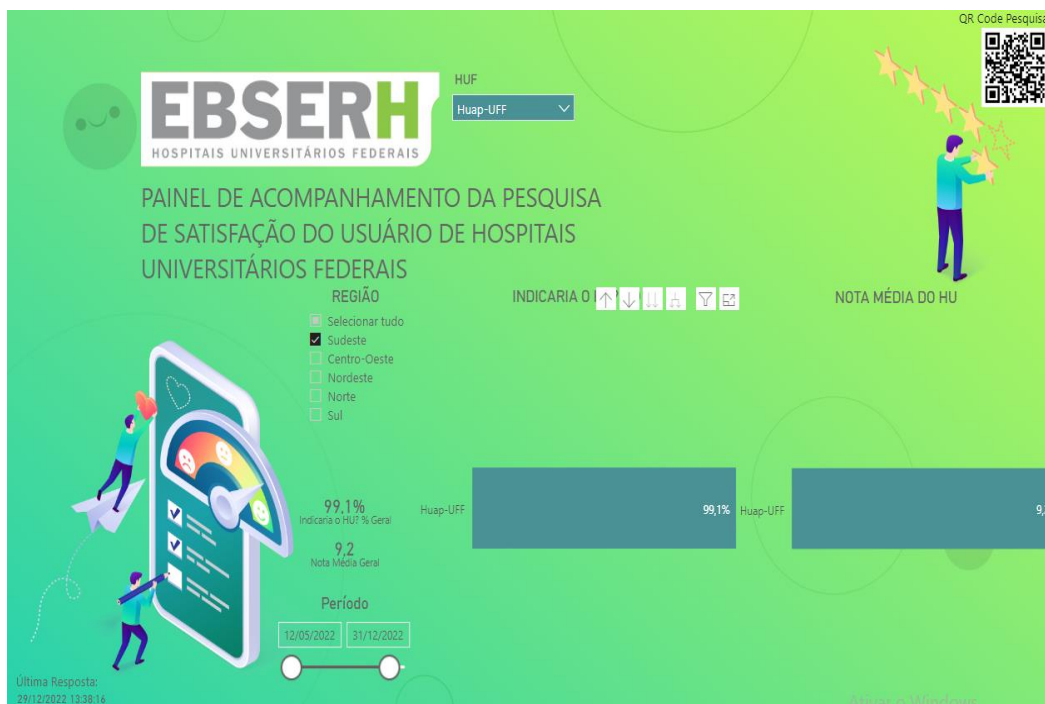 QR Code Pesquisa
HUF
Huap-UFF
EBSERH
HOSPITAIS UNIVERSITÁRIOS FEDERAIS
PAINEL DE ACOMPANHAMENTO DA PESQUISA
DE SATISFAÇÃO DO USUÁRIO DE HOSPITAIS
UNIVERSITÁRIOS FEDERAIS
REGIÃO
Selecionar tudo
Sudeste
Centro-Oeste
Nordeste
Norte
Sul
INDICARIA O
NOTA MÉDIA DO HU
99,1%
Indicaria o HU? % Geral
9,2
Nota Média Geral
Huap-UFF
99,1%
Huap-UFF
9,
Período
12/05/2022
31/12/2022
Última Resposta:
29/12/2022 13:38:16
Ativar o Windows